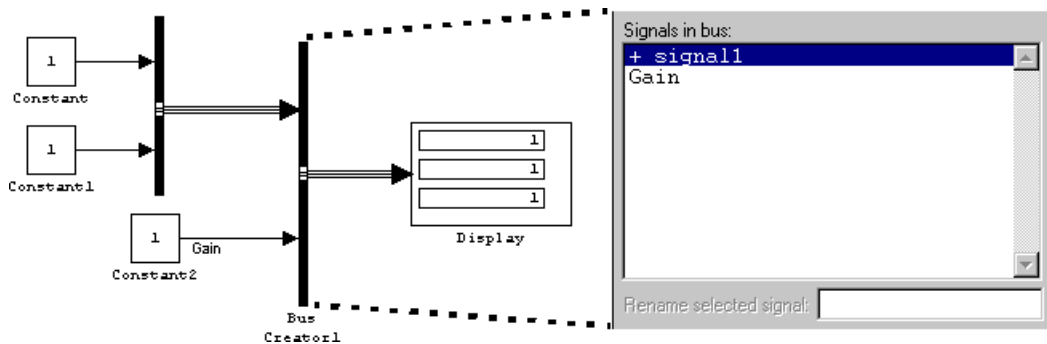 1
Constant
1
Constant1
1
Constant2
Gain
Bus
Creator1
1
1
1
Display
Signals in bus:
+ signal1
Gain
Rename selected signal: